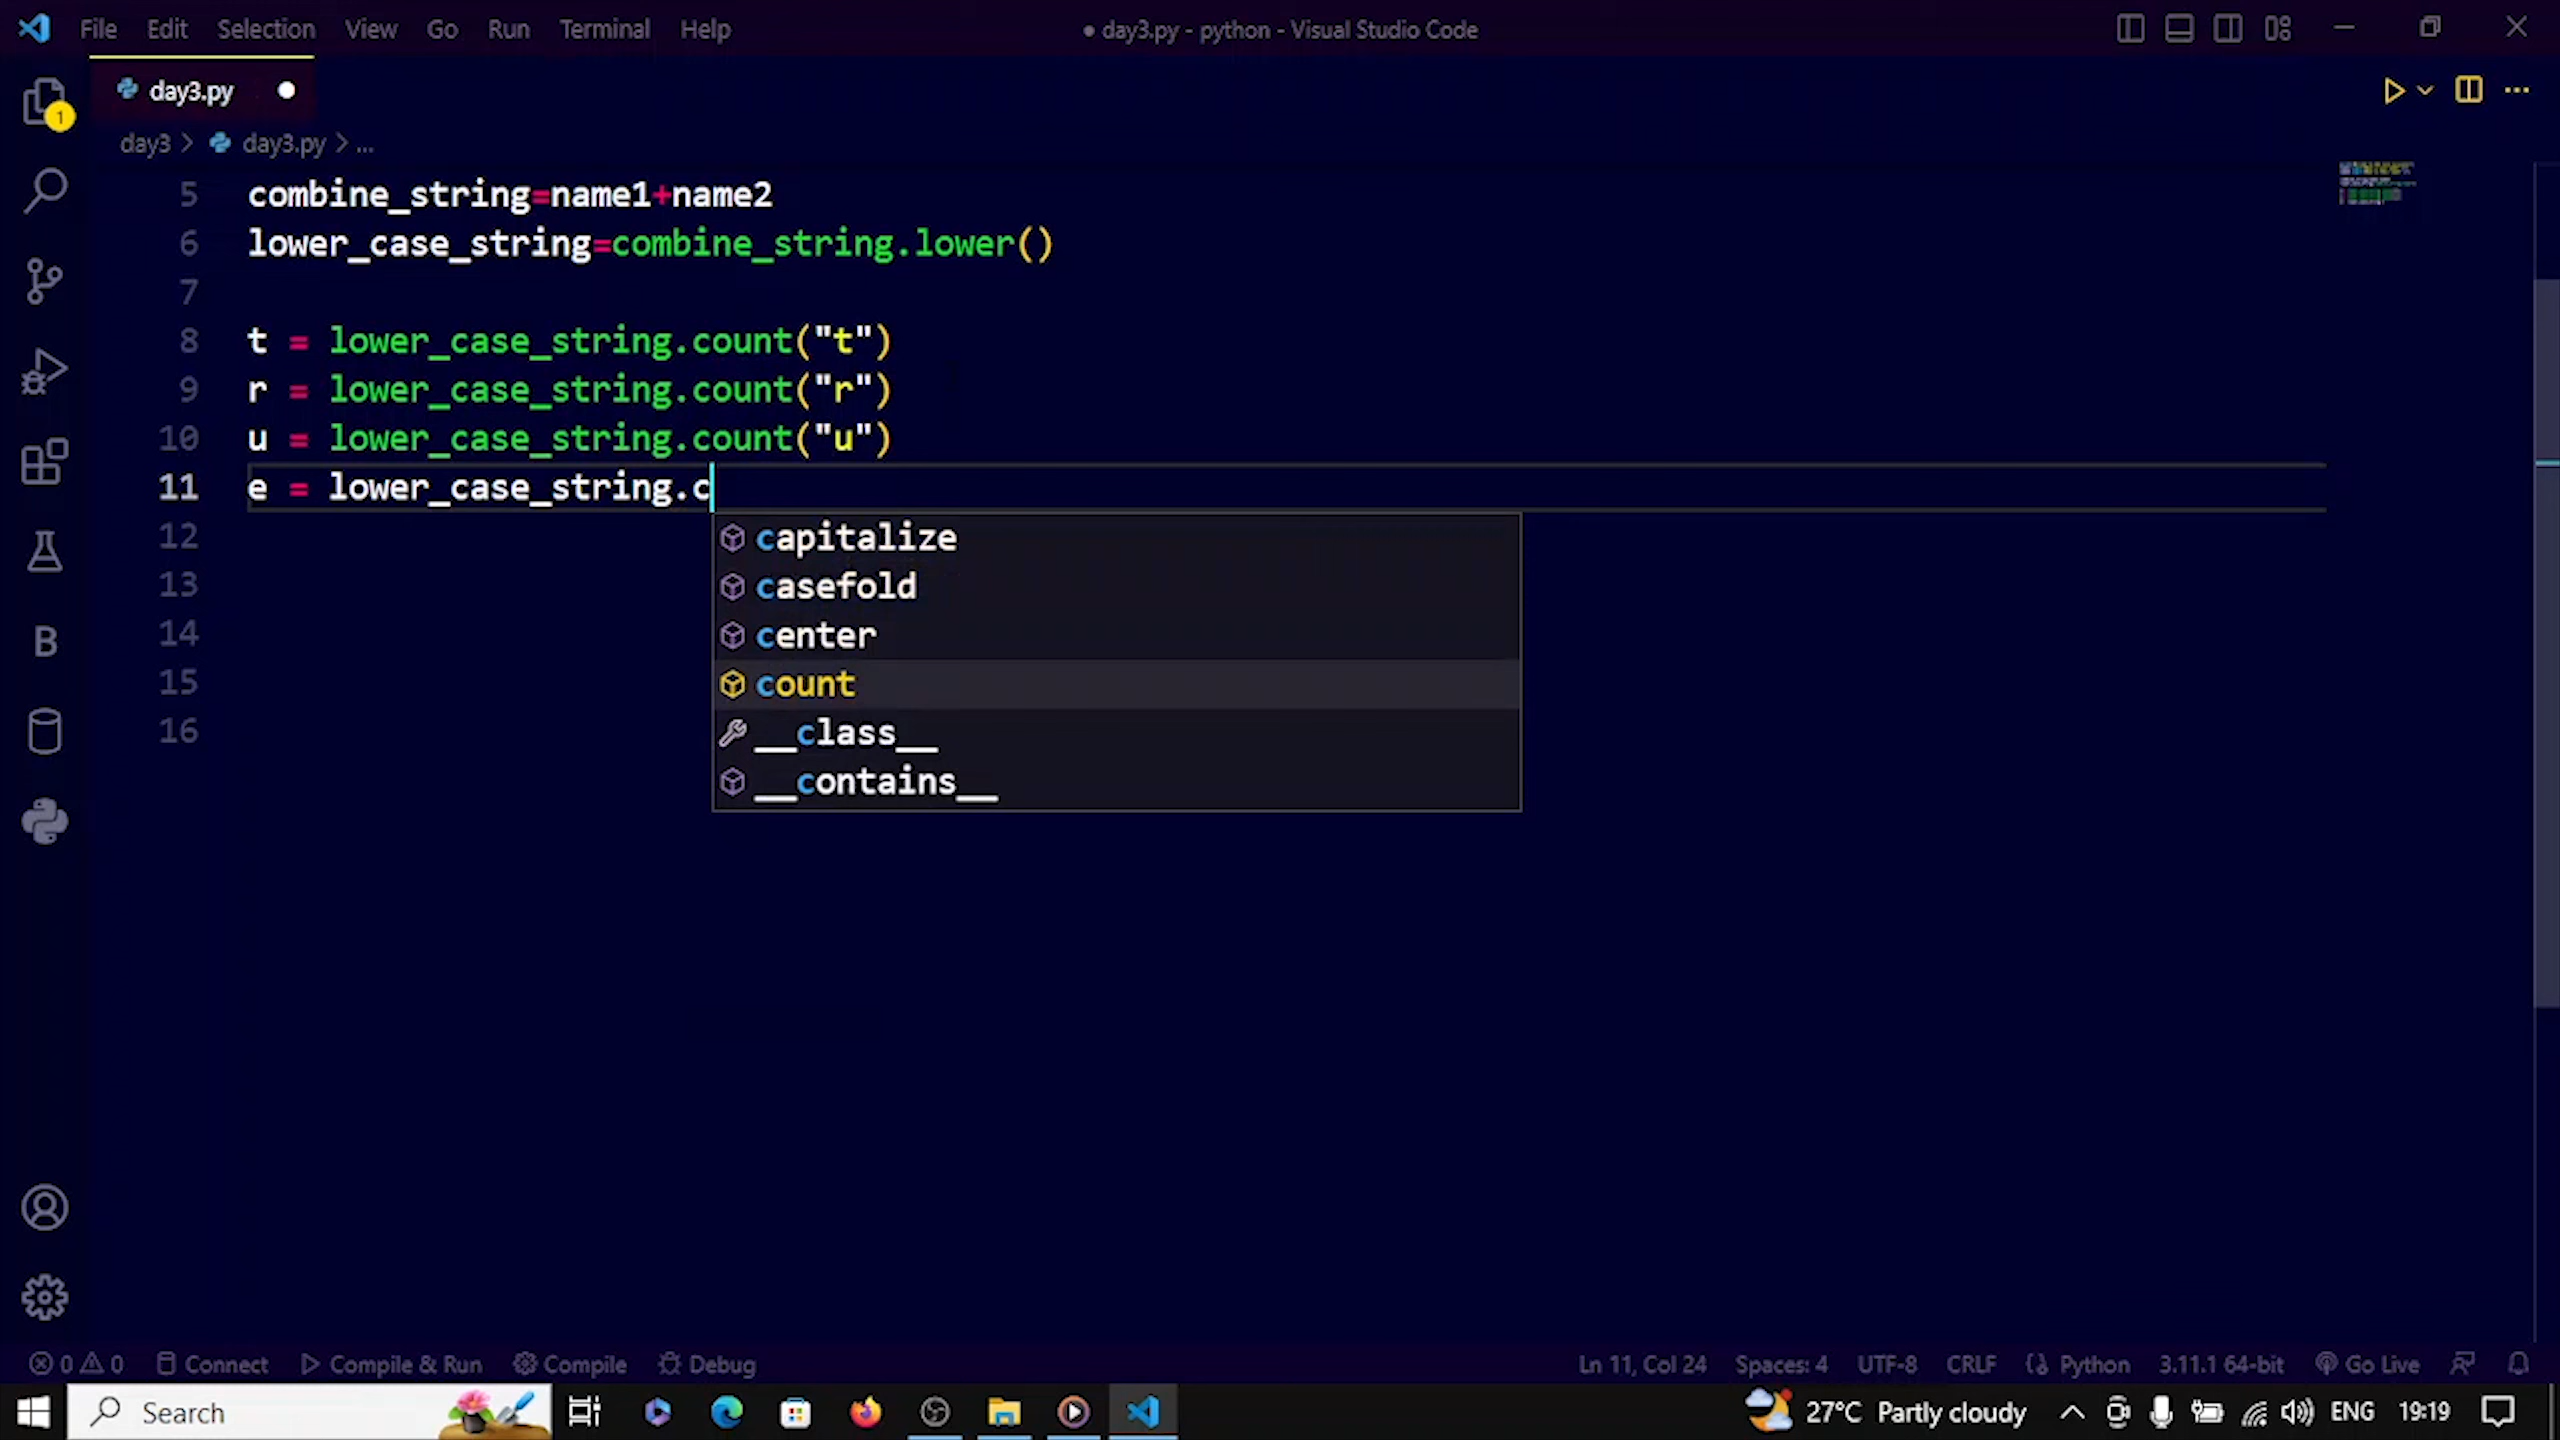 File Edit Selection View Go Run Terminal Help
● day3.py - python - Visual Studio Code
day3.py
1
day3 > day3.py > ...
5 combine_string=name1+name2
6 lower_case_string=combine_string.lower()
7
8 t = lower_case_string.count("t")
9 r = lower_case_string.count("r")
10 u = lower_case_string.count("u")
11 e = lower_case_string.c
12
13
14
15
16
capitalize
casefold
center
count
__class__
__contains__
B
0 0 Connect Compile & Run Compile Debug
Ln 11, Col 24 Spaces: 4 UTF-8 CRLF Python 3.11.1 64-bit Go Live
Search
27°C Partly cloudy ENG 19:19